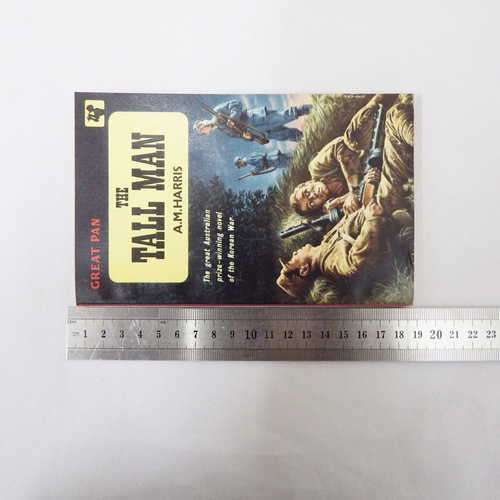 GREAT PAN
THE
TALL MAN
A.M.HARRIS
The great Australian
prize-winning novel
of the Korean War
1 2 3 4 5 6 7 8 9 10 11 12 13 14 15 16 17 18 19 20 21 22 23